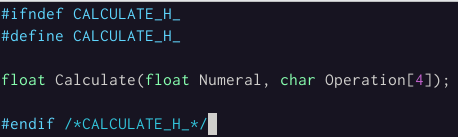 #ifndef CALCULATE_H_
#define CALCULATE_H_
float Calculate(float Numeral, char Operation[4]);
#endif /*CALCULATE_H_*/